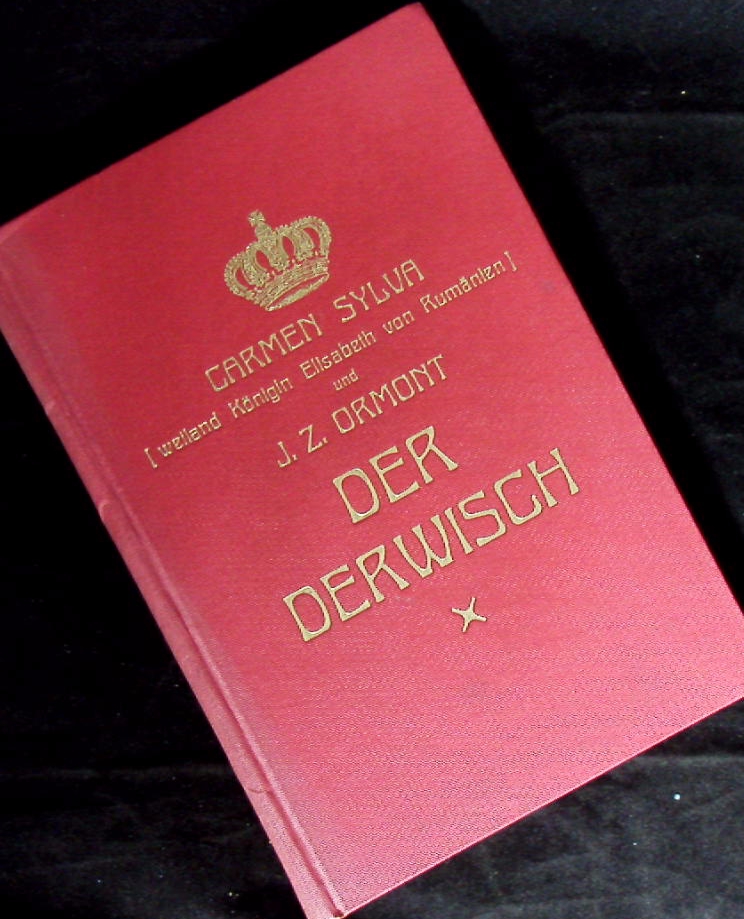 CARMEN SYLVA
[weiland Königin Elisabeth von Rumänien]
und
J. Z. ORMONT
DER
DERWISCH